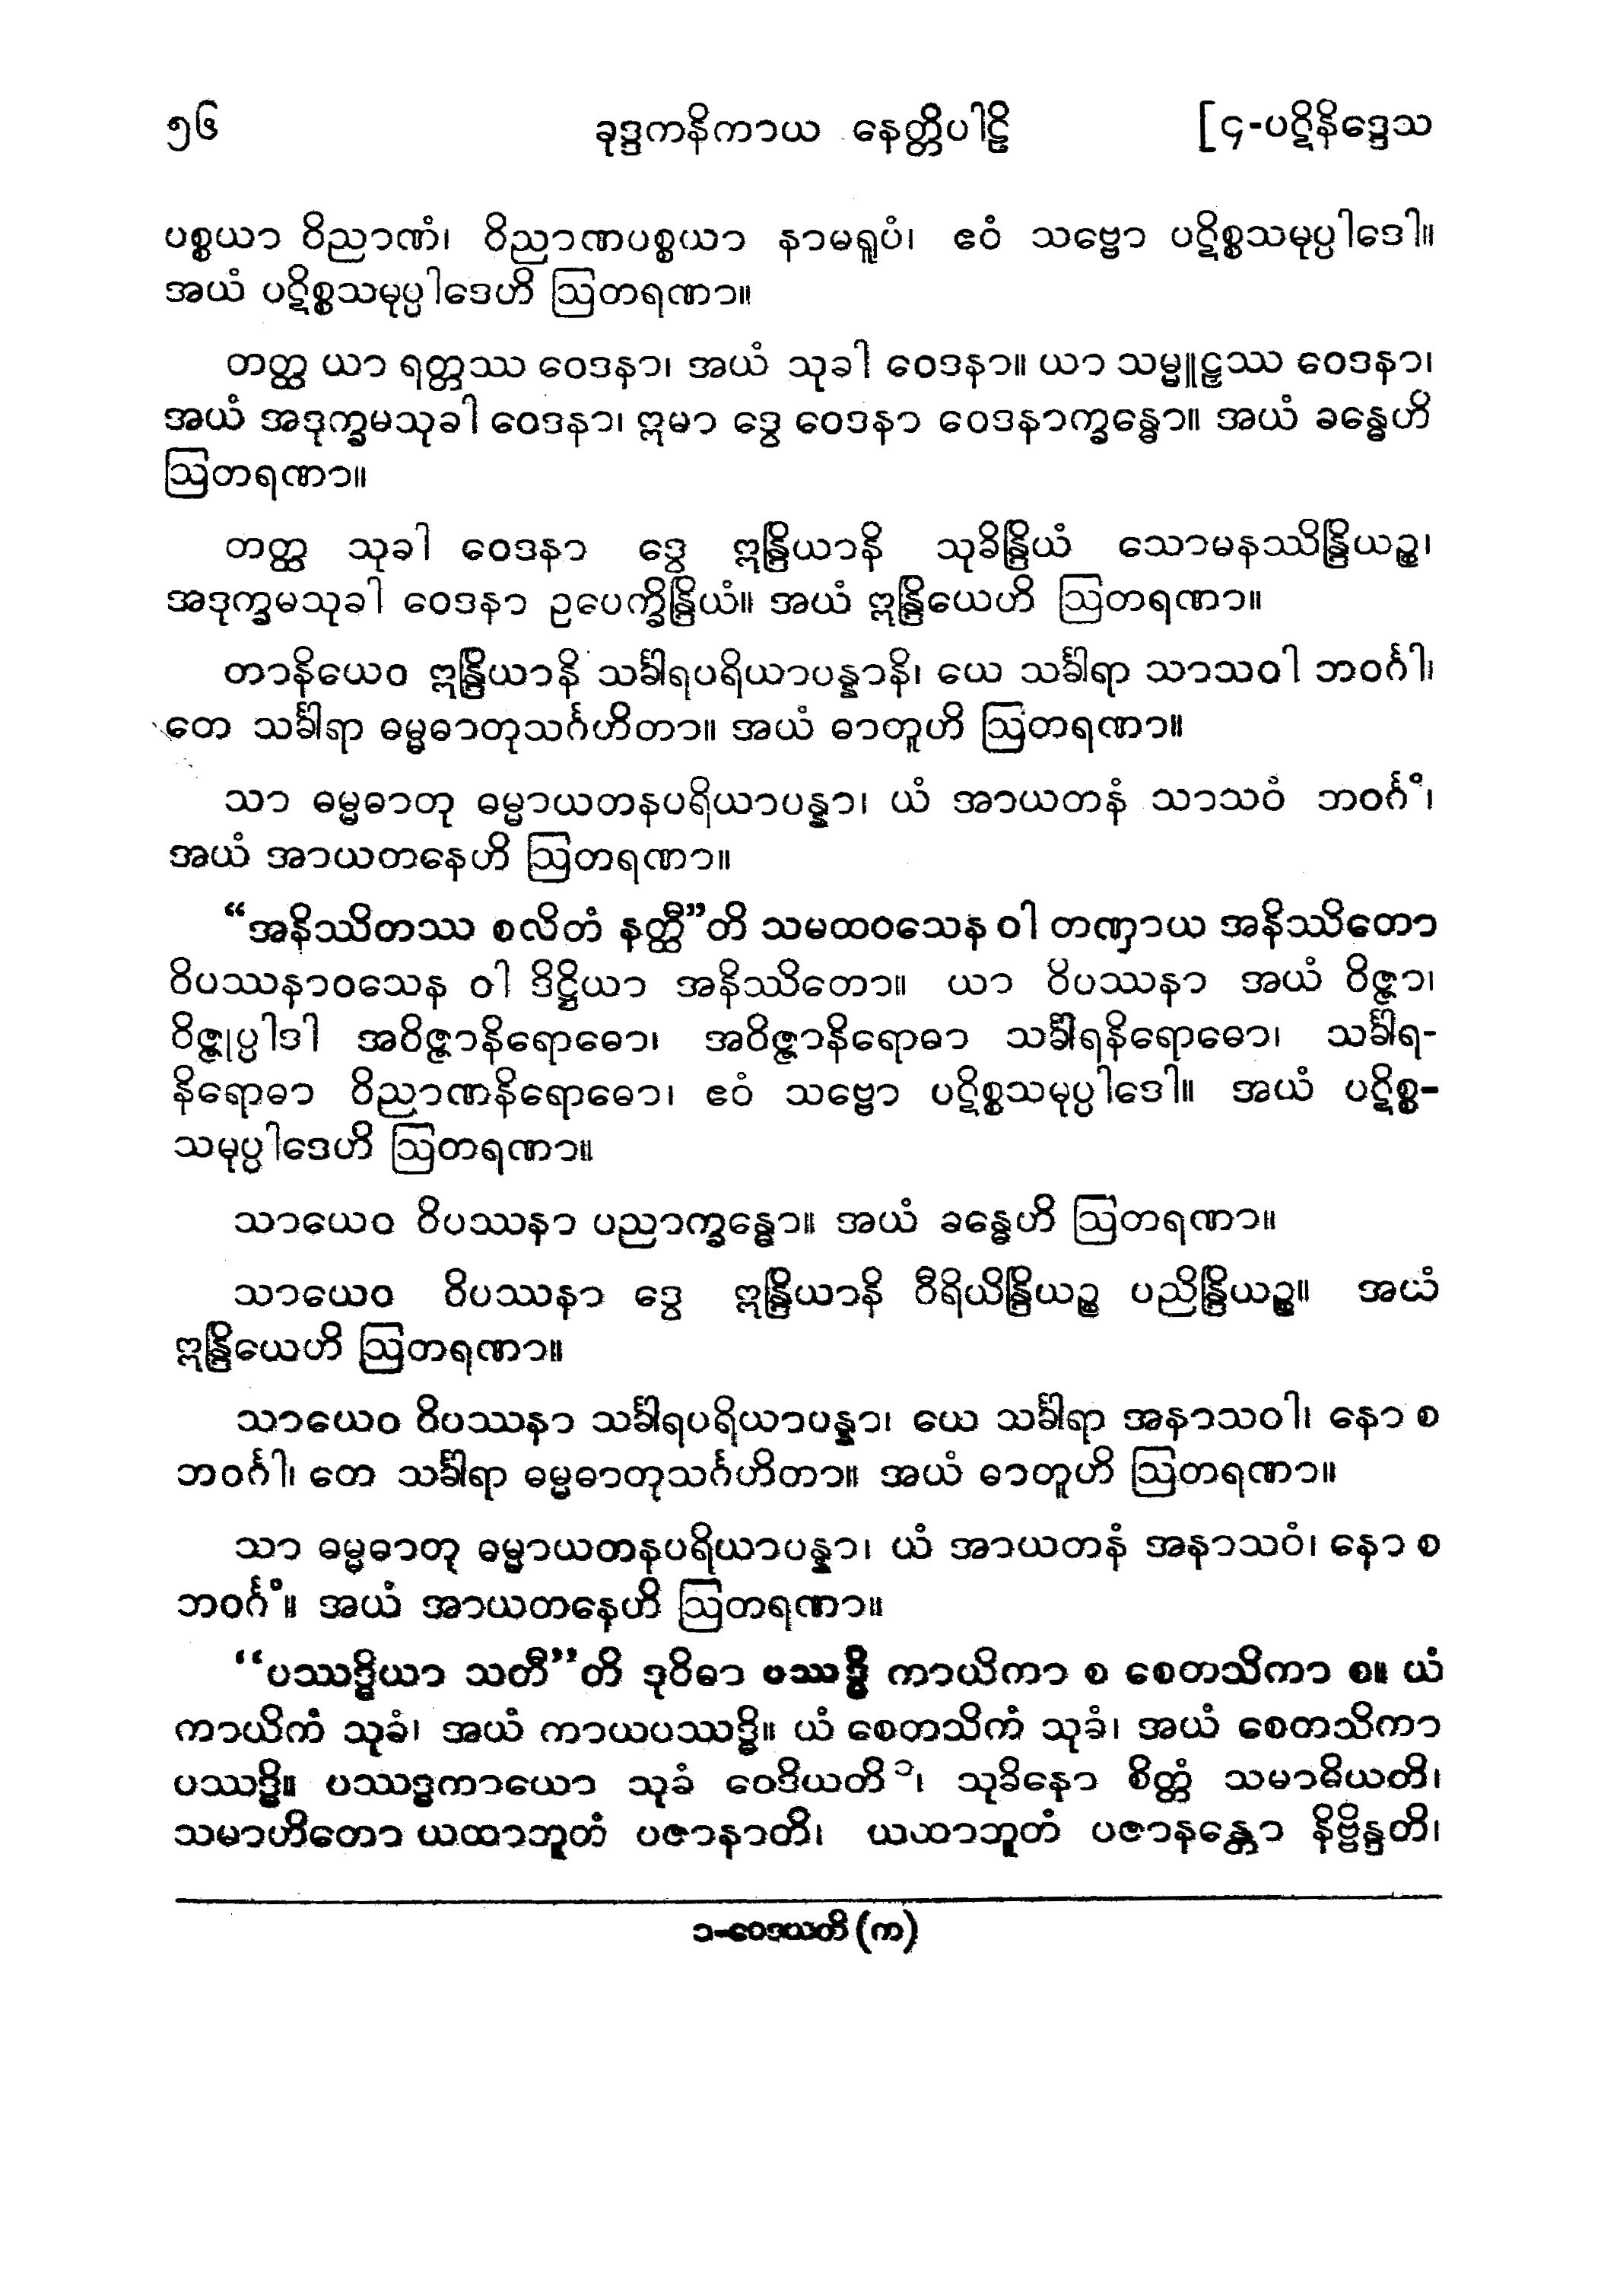 ၅၆ ခုဒ္ဒကနိကာယ နေတ္တိပါဠိ [၄-ပဋိနိဒ္ဒေသ
ပစ္စယာ ဝိညာဏံ၊ ဝိညာဏပစ္စယာ နာမရူပံ၊ ဧဝံ သဗ္ဗော ပဋိစ္စသမုပ္ပါဒေါ။
အယံ ပဋိစ္စသမုပ္ပါဒေဟိ ဩတရဏာ။
တတ္ထ ယာ ရတ္တဿ ဝေဒနာ၊ အယံ သုခါ ဝေဒနာ။ ယာ သမ္မူဠှဿ ဝေဒနာ၊
အယံ အဒုက္ခမသုခါ ဝေဒနာ၊ ဣမာ ဒွေ ဝေဒနာ ဝေဒနာက္ခန္ဓော။ အယံ ခန္ဓေဟိ
ဩတရဏာ။
တတ္ထ သုခါ ဝေဒနာ ဒွေ ဣန္ဒြိယာနိ သုခိန္ဒြိယံ သောမနဿိန္ဒြိယဉ္စ၊
အဒုက္ခမသုခါ ဝေဒနာ ဥပေက္ခိန္ဒြိယံ။ အယံ ဣန္ဒြိယေဟိ ဩတရဏာ။
တာနိယေဝ ဣန္ဒြိယာနိ သင်္ခါရပရိယာပန္နာနိ၊ ယေ သင်္ခါရာ သာသဝါ ဘဝင်္ဂါ၊
တေ သင်္ခါရာ ဓမ္မဓာတုသင်္ဂဟိတာ။ အယံ ဓာတူဟိ ဩတရဏာ။
သာ ဓမ္မဓာတု ဓမ္မာယတနပရိယာပန္နာ၊ ယံ အာယတနံ သာသဝံ ဘဝင်္ဂံ၊
အယံ အာယတနေဟိ ဩတရဏာ။
“အနိဿိတဿ စလိတံ နတ္ထီ”တိ သမထဝသေန ဝါ တဏှာယ အနိဿိတော
ဝိပဿနာဝသေန ဝါ ဒိဋ္ဌိယာ အနိဿိတော။ ယာ ဝိပဿနာ အယံ ဝိဇ္ဇာ၊
ဝိဇ္ဇုပ္ပါဒါ အဝိဇ္ဇာနိရောဓော၊ အဝိဇ္ဇာနိရောဓာ သင်္ခါရနိရောဓော၊ သင်္ခါရ-
နိရောဓာ ဝိညာဏနိရောဓော၊ ဧဝံ သဗ္ဗော ပဋိစ္စသမုပ္ပါဒေါ။ အယံ ပဋိစ္စ-
သမုပ္ပါဒေဟိ ဩတရဏာ။
သာယေဝ ဝိပဿနာ ပညာက္ခန္ဓော။ အယံ ခန္ဓေဟိ ဩတရဏာ။
သာယေဝ ဝိပဿနာ ဒွေ ဣန္ဒြိယာနိ ဝီရိယိန္ဒြိယဉ္စ ပညိန္ဒြိယဉ္စ။ အယံ
ဣန္ဒြိယေဟိ ဩတရဏာ။
သာယေဝ ဝိပဿနာ သင်္ခါရပရိယာပန္နာ၊ ယေ သင်္ခါရာ အနာသဝါ၊ နော စ
ဘဝင်္ဂါ၊ တေ သင်္ခါရာ ဓမ္မဓာတုသင်္ဂဟိတာ။ အယံ ဓာတူဟိ ဩတရဏာ။
သာ ဓမ္မဓာတု ဓမ္မာယတနပရိယာပန္နာ၊ ယံ အာယတနံ အနာသဝံ၊ နော စ
ဘဝင်္ဂံ။ အယံ အာယတနေဟိ ဩတရဏာ။
“ပဿဒ္ဓိယာ သတီ”တိ ဒုဝိဓာ ပဿဒ္ဓိ ကာယိကာ စ စေတသိကာ စ။ ယံ
ကာယိကံ သုခံ၊ အယံ ကာယပဿဒ္ဓိ။ ယံ စေတသိကံ သုခံ၊ အယံ စေတသိကာ
ပဿဒ္ဓိ။ ပဿဒ္ဓကာယော သုခံ ဝေဒိယတိ ၁၊ သုခိနော စိတ္တံ သမာဓိယတိ၊
သမာဟိတော ယထာဘူတံ ပဇာနာတိ၊ ယထာဘူတံ ပဇာနန္တော နိဗ္ဗိန္ဒတိ၊
၁-ဝေဒယတိ (က)